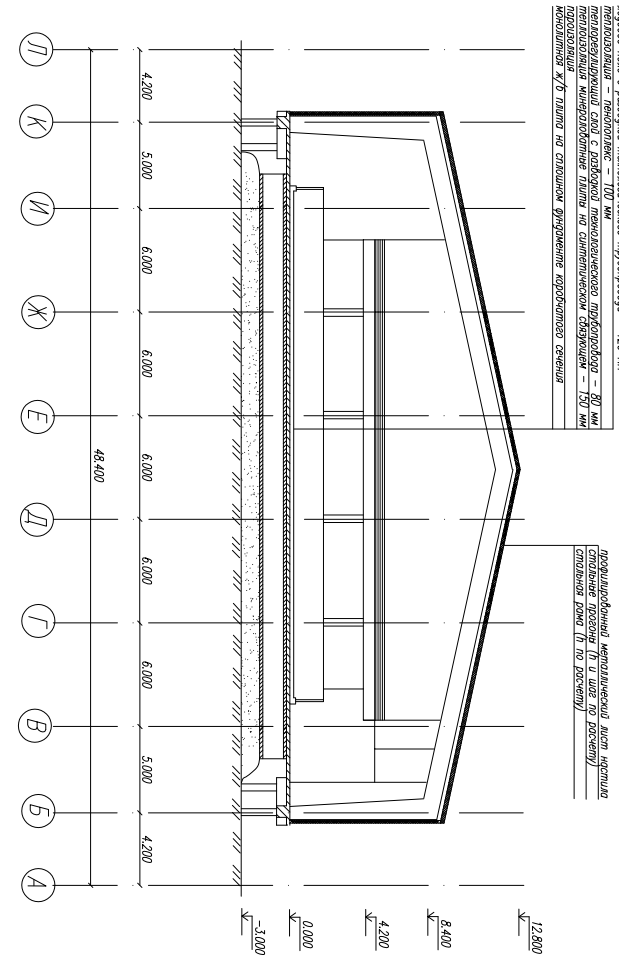 теплоизоляция – пеноплекс – 100 мм
теплорегулирующий слой с разводкой технологического трубопровода – 80 мм
теплоизоляция минераловатные плиты на синтетическом связующем – 150 мм
пароизоляция
монолитная ж/б плита на сплошном фундаменте коробчатого сечения
профилированный металлический лист настила
стальные прогоны (h и шаг по расчету)
стальная рама (h по расчету)
12.800
8.400
4.200
0.000
-3.000
4.200 5.000 6.000 6.000 6.000 6.000 6.000 5.000 4.200
48.400
Л К И Ж Е Д Г В Б А